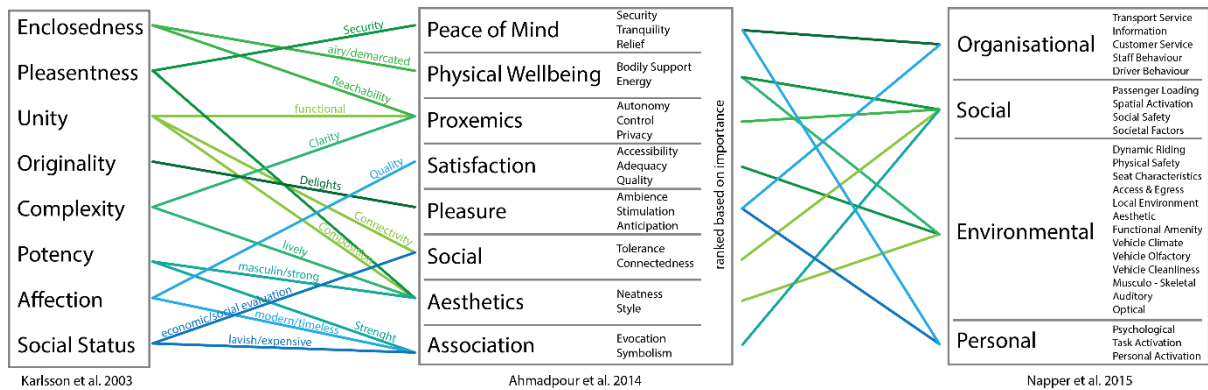 Enclosedness
Pleasentness
Unity
Originality
Complexity
Potency
Affection
Social Status
Karlsson et al. 2003
Security
airy/demarcated
Reachability
functional
Clarity
Quality
Delights
Connectivity
Composition
lively
masculin/strong
economic/social evaluation
modern/timeless
Strenght
lavish/expensive
Peace of Mind
Security
Tranquility
Relief
Physical Wellbeing
Bodily Support
Energy
Proxemics
Autonomy
Control
Privacy
Satisfaction
Accessibility
Adequacy
Quality
Pleasure
Ambience
Stimulation
Anticipation
Social
Tolerance
Connectedness
Aesthetics
Neatness
Style
Association
Evocation
Symbolism
ranked based on importance
Ahmadpour et al. 2014
Organisational
Transport Service
Information
Customer Service
Staff Behaviour
Driver Behaviour
Social
Passenger Loading
Spatial Activation
Social Safety
Societal Factors
Environmental
Dynamic Riding
Physical Safety
Seat Characteristics
Access & Egress
Local Environment
Aesthetic
Functional Amenity
Vehicle Climate
Vehicle Olfactory
Vehicle Cleanliness
Musculo - Skeletal
Auditory
Optical
Personal
Psychological
Task Activation
Personal Activation
Napper et al. 2015